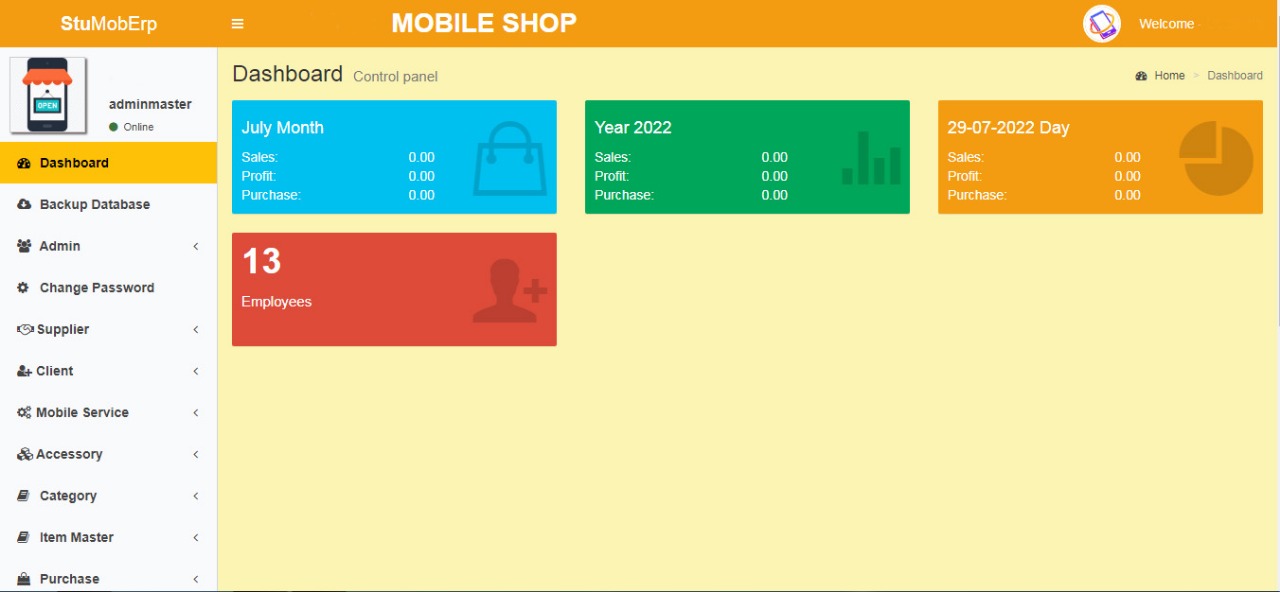 StuMobErp
MOBILE SHOP
Welcome
adminmaster
Online
Dashboard
Backup Database
Admin
Change Password
Supplier
Client
Mobile Service
Accessory
Category
Item Master
Purchase
Dashboard Control panel
Home > Dashboard
July Month
Sales: 0.00
Profit: 0.00
Purchase: 0.00
Year 2022
Sales: 0.00
Profit: 0.00
Purchase: 0.00
29-07-2022 Day
Sales: 0.00
Profit: 0.00
Purchase: 0.00
13
Employees
OPEN